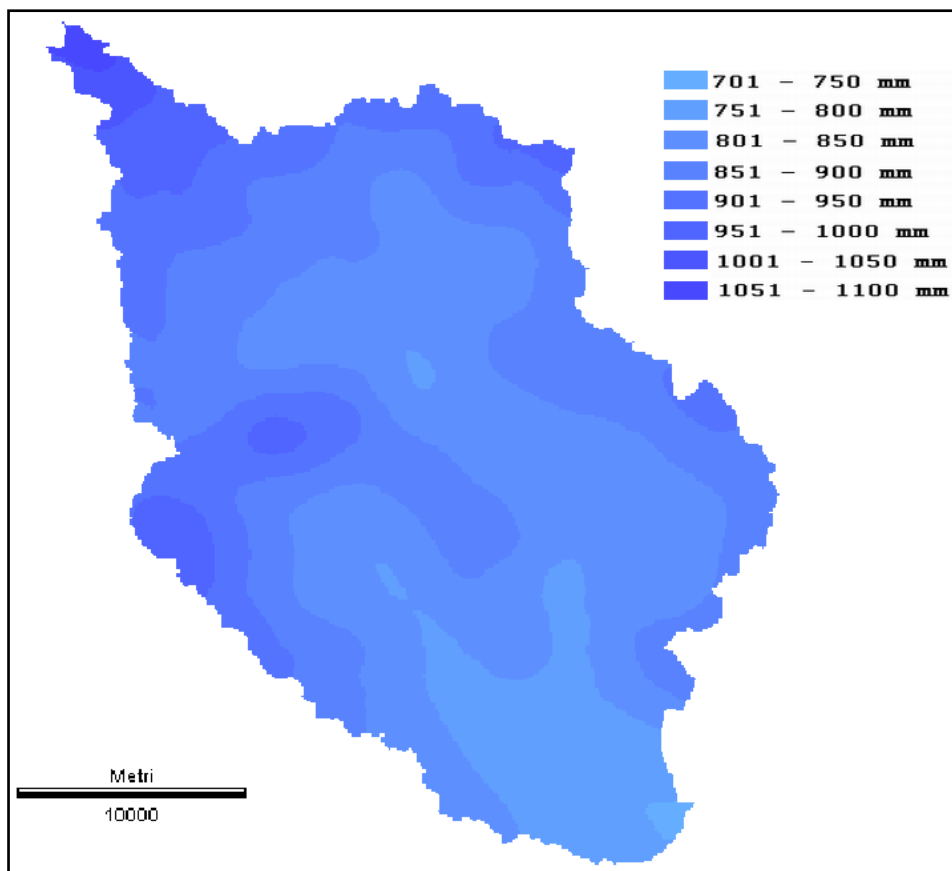 701 – 750 mm
751 – 800 mm
801 – 850 mm
851 – 900 mm
901 – 950 mm
951 – 1000 mm
1001 – 1050 mm
1051 – 1100 mm
Metri
10000